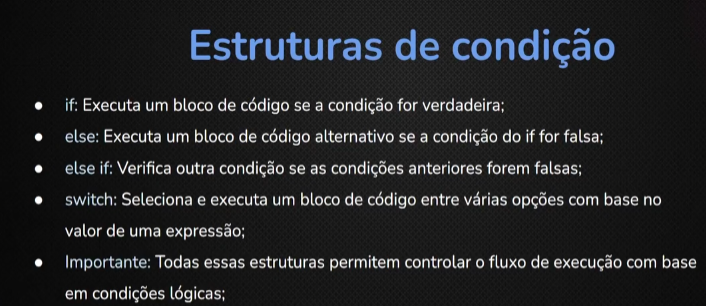 Estruturas de condição
● if: Executa um bloco de código se a condição for verdadeira;
● else: Executa um bloco de código alternativo se a condição do if for falsa;
● else if: Verifica outra condição se as condições anteriores forem falsas;
● switch: Seleciona e executa um bloco de código entre várias opções com base no
valor de uma expressão;
● Importante: Todas essas estruturas permitem controlar o fluxo de execução com base
em condições lógicas;